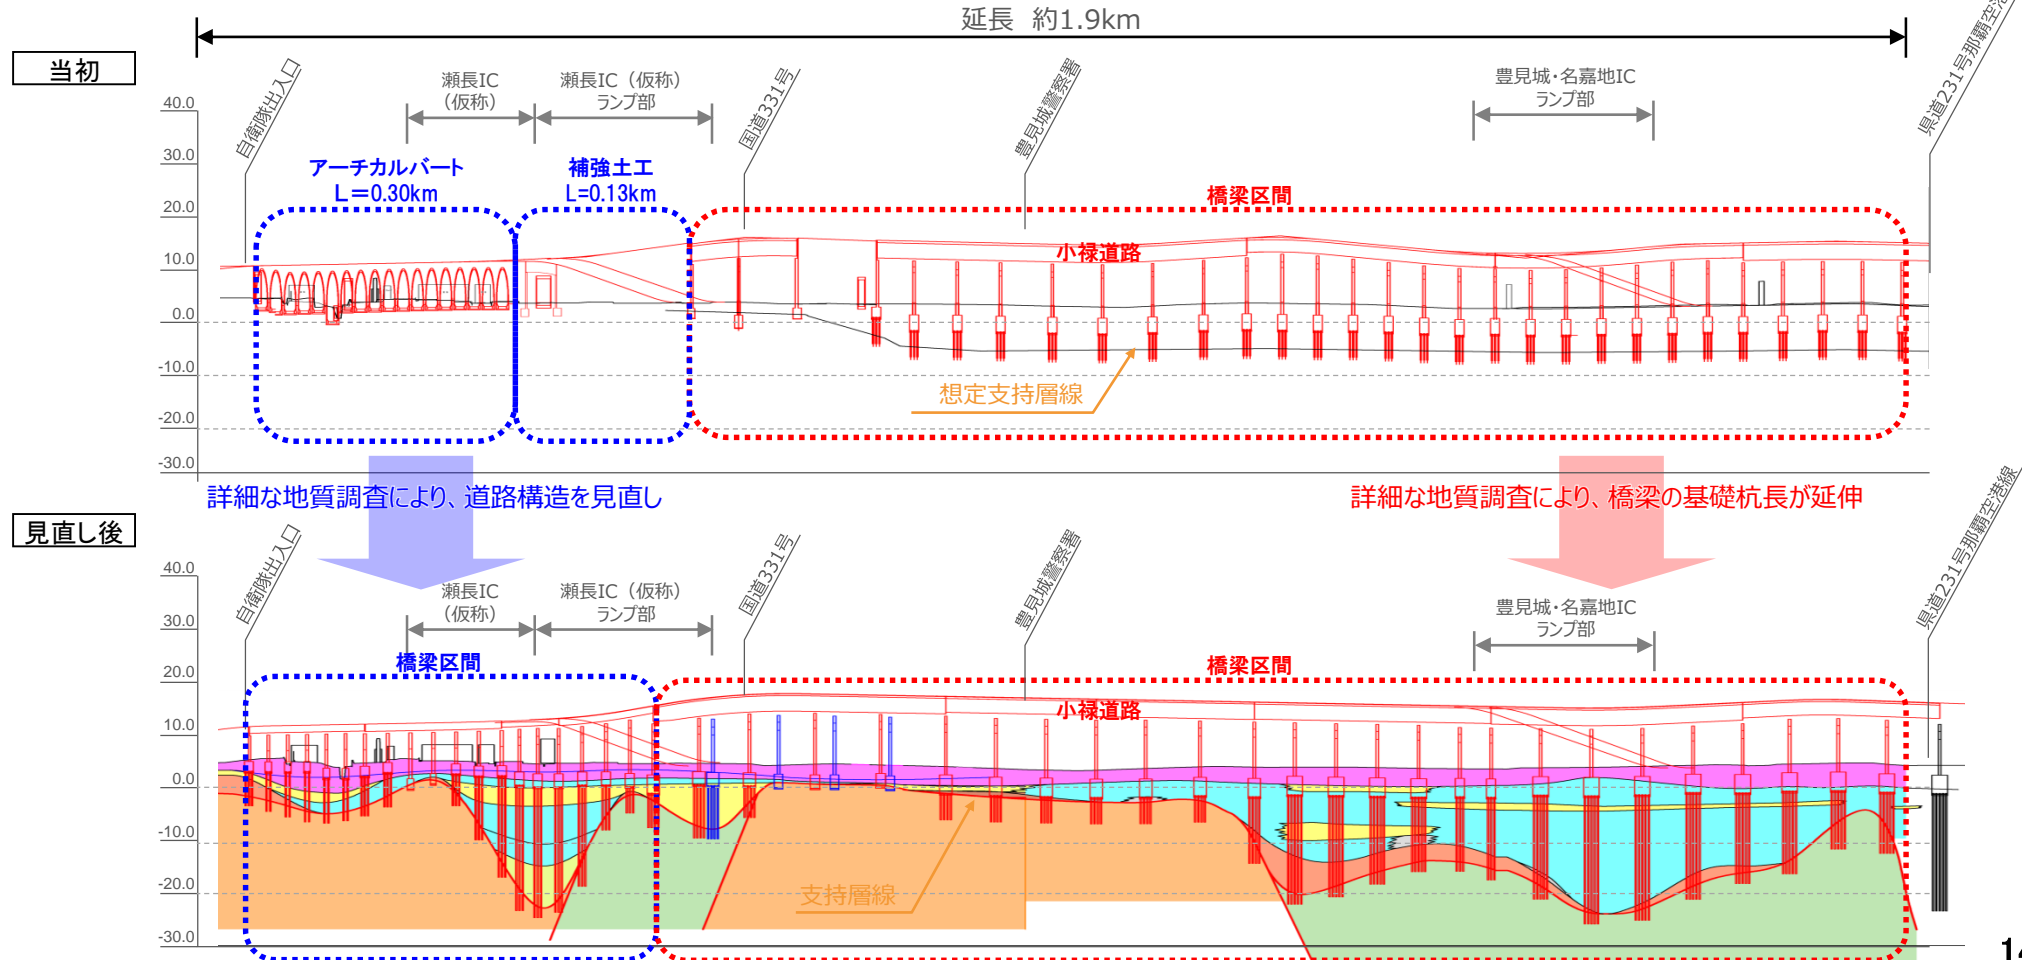 延長 約1.9km
当初
自衛隊出入口
瀬長IC
（仮称）
瀬長IC（仮称）
ランプ部
国道331号
豊見城警察署
豊見城・名嘉地IC
ランプ部
県道231号那覇空港
アーチカルバート
L＝0.30km
補強土工
L=0.13km
橋梁区間
小禄道路
想定支持層線
40.0
30.0
20.0
10.0
0.0
-10.0
-20.0
-30.0
詳細な地質調査により、道路構造を見直し
詳細な地質調査により、橋梁の基礎杭長が延伸
見直し後
自衛隊出入口
瀬長IC
（仮称）
瀬長IC（仮称）
ランプ部
国道331号
豊見城警察署
豊見城・名嘉地IC
ランプ部
県道231号那覇空港線
橋梁区間
橋梁区間
小禄道路
支持層線
40.0
30.0
20.0
10.0
0.0
-10.0
-20.0
-30.0